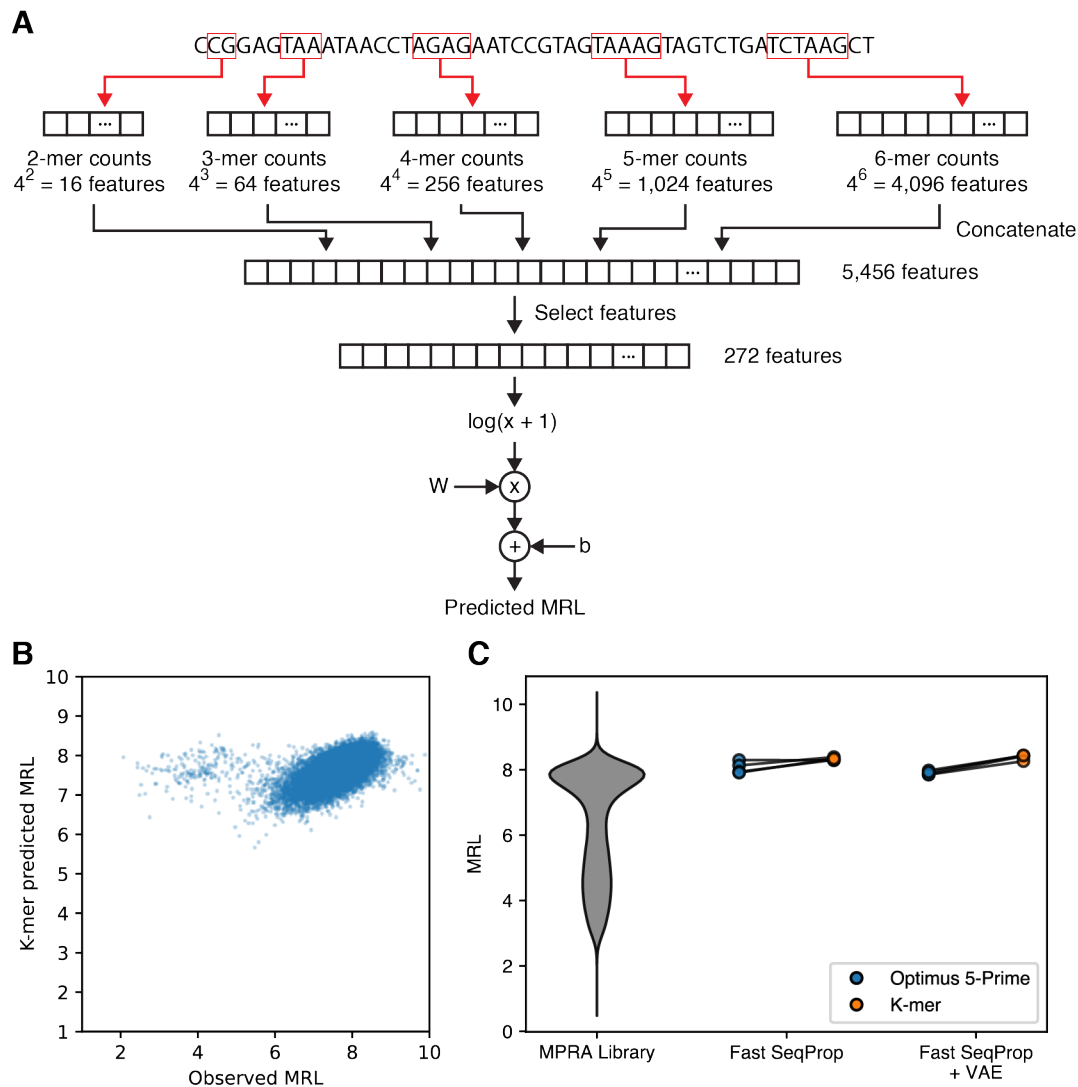 A
CCGGAGTAAATAACCTAGAGAATCCGTAGTAAAGTAGTCTGATCTAAGCT
... ... ... ... ...
2-mer counts 3-mer counts 4-mer counts 5-mer counts 6-mer counts
4² = 16 features 4³ = 64 features 4⁴ = 256 features 4⁵ = 1,024 features 4⁶ = 4,096 features
Concatenate
... 5,456 features
Select features
... 272 features
log(x + 1)
W x
+ b
Predicted MRL
B
K-mer predicted MRL
10
9
8
7
6
5
4
3
2
1
2 4 6 8 10
Observed MRL
C
MRL
10
8
6
4
2
0
Optimus 5-Prime
K-mer
MPRA Library Fast SeqProp Fast SeqProp
+ VAE